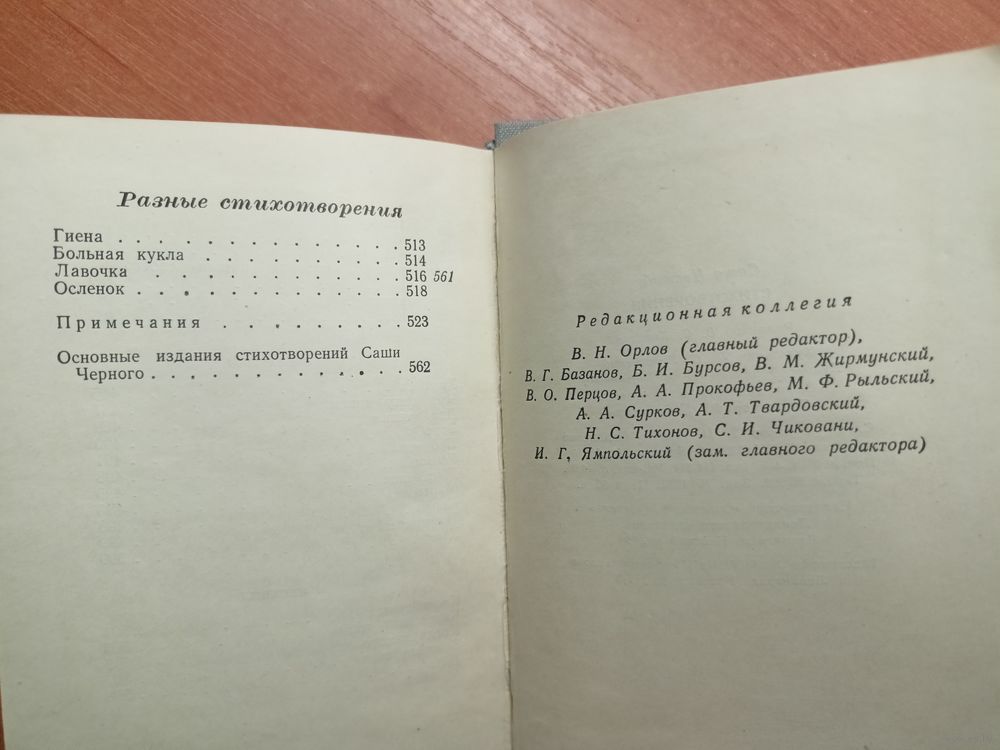 Разные стихотворения
Гиена . . . . . . . . . . . . . . 513
Больная кукла . . . . . . . . . . 514
Лавочка . . . . . . . . . . . . 516 561
Осленок . . . . . . . . . . . . . 518
Примечания . . . . . . . . . 523
Основные издания стихотворений Саши
Черного . . . . . . . . . . . . . 562
Редакционная коллегия
В. Н. Орлов (главный редактор),
В. Г. Базанов, Б. И. Бурсов, В. М. Жирмунский,
В. О. Перцов, А. А. Прокофьев, М. Ф. Рыльский,
А. А. Сурков, А. Т. Твардовский,
Н. С. Тихонов, С. И. Чиковани,
И. Г. Ямпольский (зам. главного редактора)